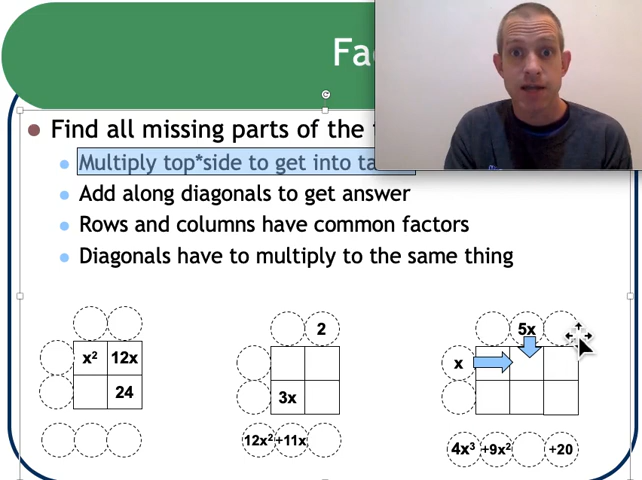 Fa
Find all missing parts of the
Multiply top*side to get into ta
Add along diagonals to get answer
Rows and columns have common factors
Diagonals have to multiply to the same thing
x² 12x
24
2
3x
12x² +11x
5x
x
4x³ +9x² +20